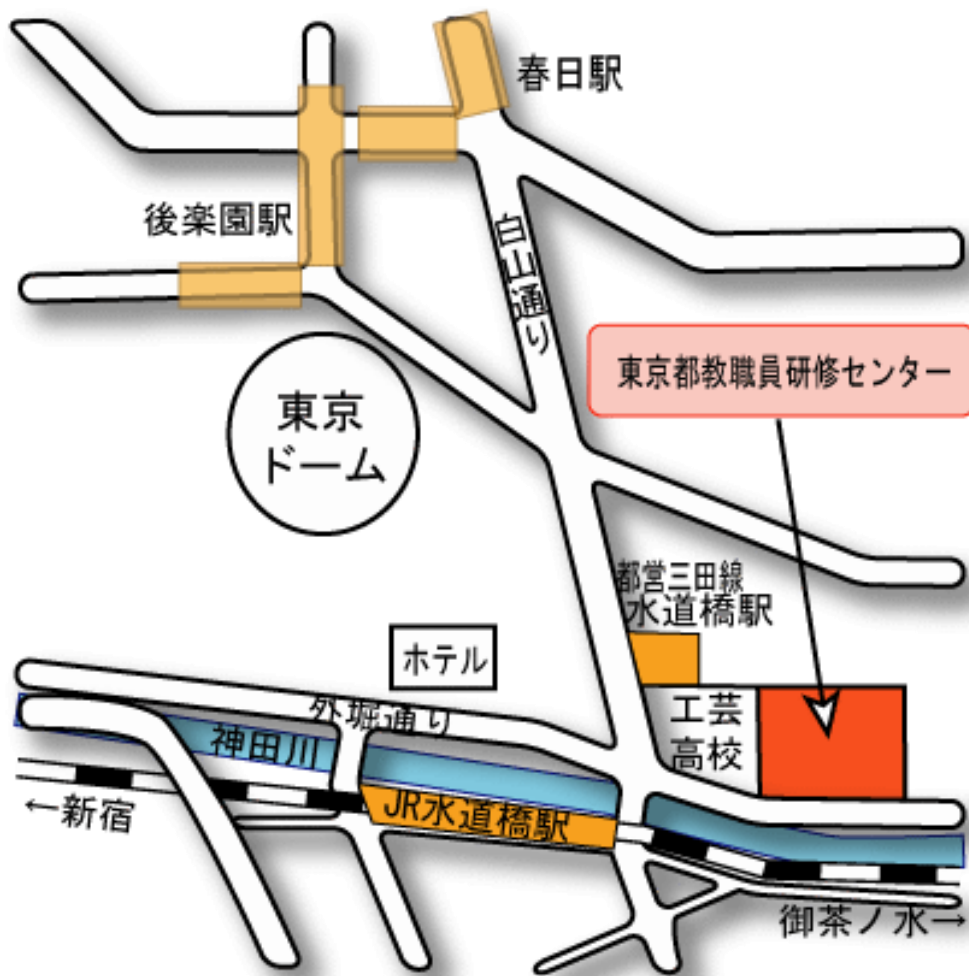 春日駅
後楽園駅
白山通り
東京都教職員研修センター
東京
ドーム
都営三田線
水道橋駅
ホテル
工芸
高校
外堀通り
神田川
JR水道橋駅
←新宿
御茶ノ水→